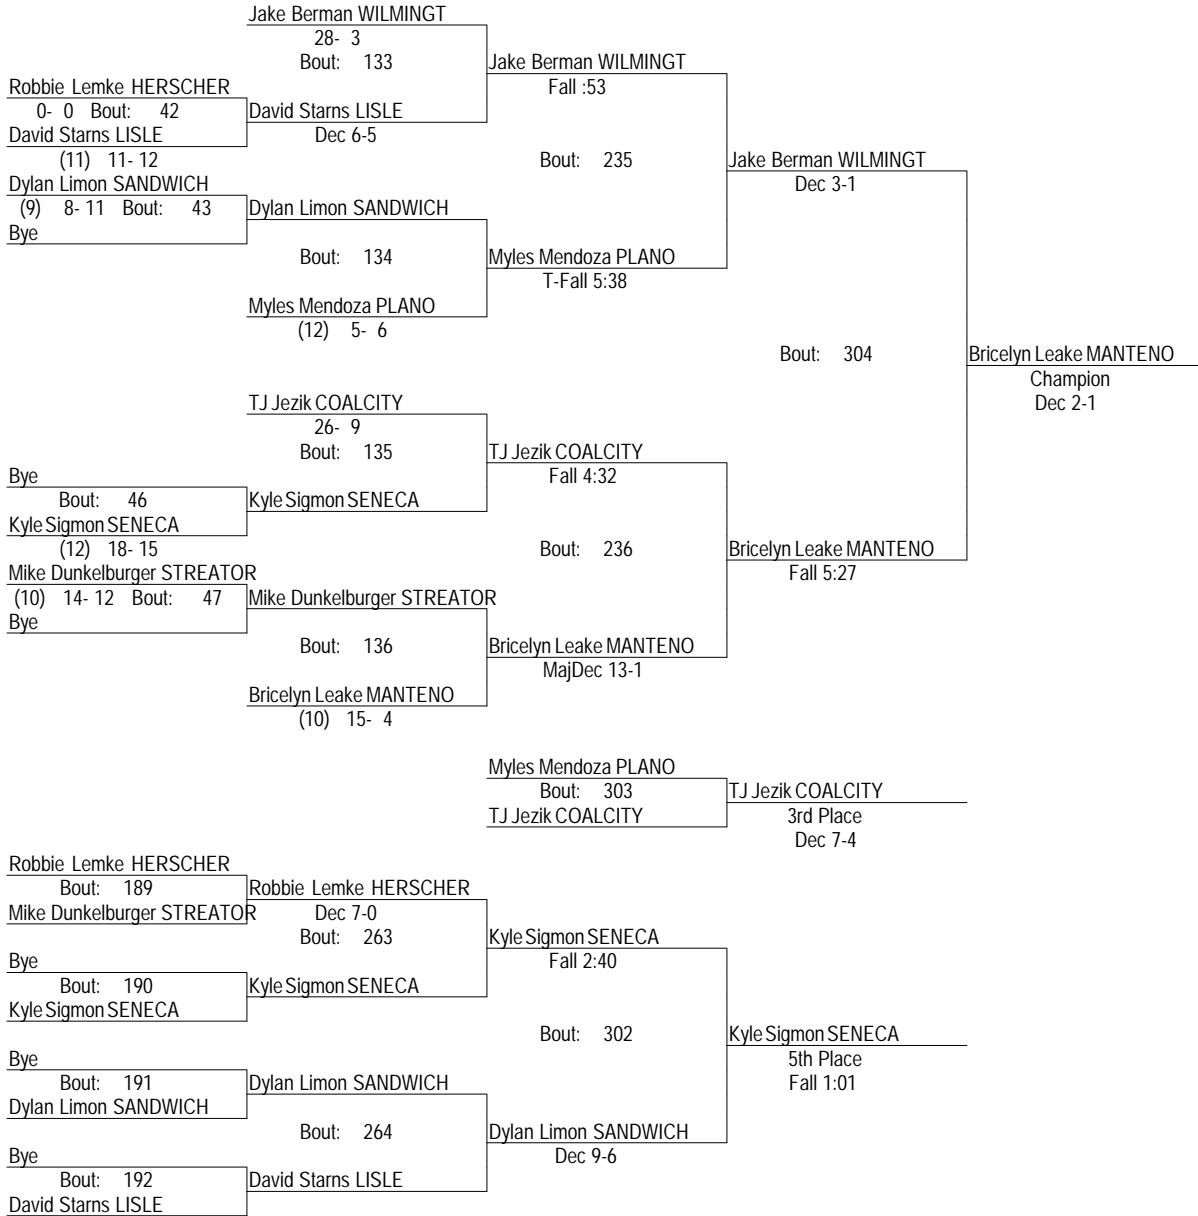 Jake Berman WILMINGT
28- 3
Bout: 133
Jake Berman WILMINGT
Fall :53
Robbie Lemke HERSCHER
0- 0 Bout: 42
David Starns LISLE
David Starns LISLE
Dec 6-5
(11) 11- 12
Bout: 235
Jake Berman WILMINGT
Dec 3-1
Dylan Limon SANDWICH
(9) 8- 11 Bout: 43
Dylan Limon SANDWICH
Bye
Bout: 134
Myles Mendoza PLANO
T-Fall 5:38
Myles Mendoza PLANO
(12) 5- 6
Bout: 304
Bricelyn Leake MANTENO
Champion
Dec 2-1
TJ Jezik COALCITY
26- 9
Bout: 135
TJ Jezik COALCITY
Fall 4:32
Bye
Bout: 46
Kyle Sigmon SENECA
Kyle Sigmon SENECA
(12) 18- 15
Bout: 236
Bricelyn Leake MANTENO
Fall 5:27
Mike Dunkelburger STREATOR
(10) 14- 12 Bout: 47
Mike Dunkelburger STREATOR
Bye
Bout: 136
Bricelyn Leake MANTENO
MajDec 13-1
Bricelyn Leake MANTENO
(10) 15- 4
Myles Mendoza PLANO
Bout: 303
TJ Jezik COALCITY
TJ Jezik COALCITY
3rd Place
Dec 7-4
Robbie Lemke HERSCHER
Bout: 189
Robbie Lemke HERSCHER
Mike Dunkelburger STREATOR
Dec 7-0
Bout: 263
Kyle Sigmon SENECA
Fall 2:40
Bye
Bout: 190
Kyle Sigmon SENECA
Kyle Sigmon SENECA
Bout: 302
Kyle Sigmon SENECA
5th Place
Fall 1:01
Bye
Bout: 191
Dylan Limon SANDWICH
Dylan Limon SANDWICH
Bout: 264
Dylan Limon SANDWICH
Dec 9-6
Bye
Bout: 192
David Starns LISLE
David Starns LISLE